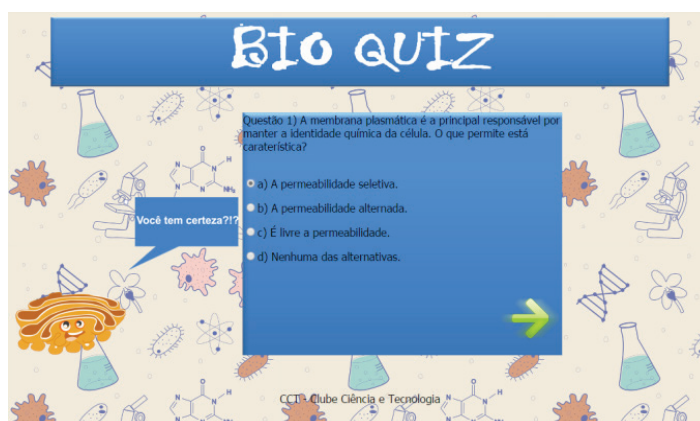 BIO QUIZ
Questão 1) A membrana plasmática é a principal responsável por
manter a identidade química da célula. O que permite está
caraterística?
a) A permeabilidade seletiva.
b) A permeabilidade alternada.
c) É livre a permeabilidade.
d) Nenhuma das alternativas.
Você tem certeza?!?
CCT - Clube Ciência e Tecnologia